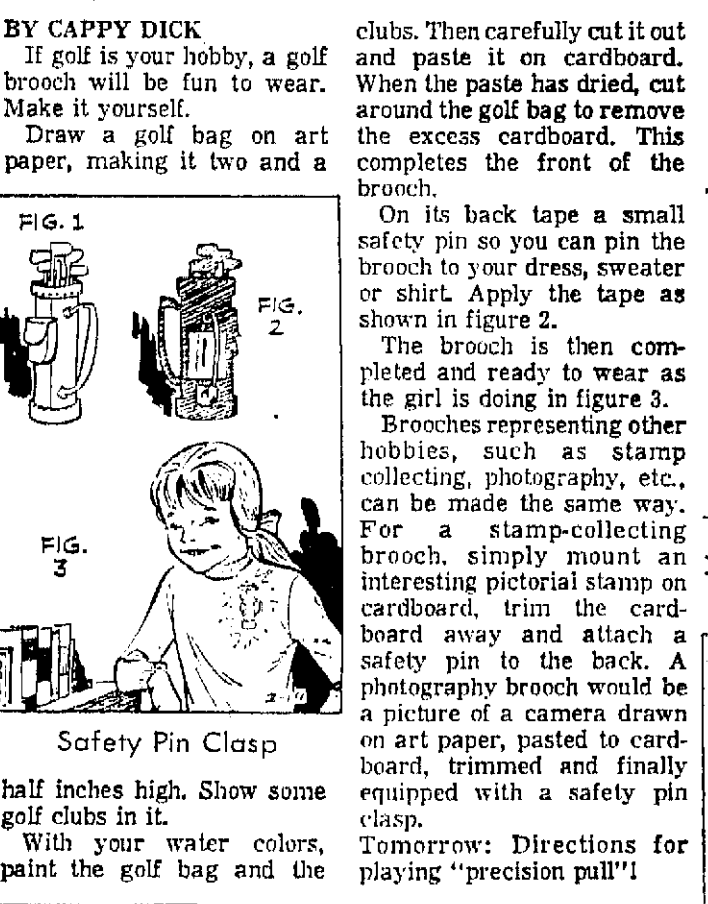 BY CAPPY DICK
If golf is your hobby, a golf
brooch will be fun to wear.
Make it yourself.
Draw a golf bag on art
paper, making it two and a
FIG. 1
FIG.
2
FIG.
3
Safety Pin Clasp
half inches high. Show some
golf clubs in it.
With your water colors,
paint the golf bag and the
clubs. Then carefully cut it out
and paste it on cardboard.
When the paste has dried, cut
around the golf bag to remove
the excess cardboard. This
completes the front of the
brooch.
On its back tape a small
safety pin so you can pin the
brooch to your dress, sweater
or shirt. Apply the tape as
shown in figure 2.
The brooch is then com-
pleted and ready to wear as
the girl is doing in figure 3.
Brooches representing other
hobbies, such as stamp
collecting, photography, etc.,
can be made the same way.
For a stamp-collecting
brooch, simply mount an
interesting pictorial stamp on
cardboard, trim the card-
board away and attach a
safety pin to the back. A
photography brooch would be
a picture of a camera drawn
on art paper, pasted to card-
board, trimmed and finally
equipped with a safety pin
clasp.
Tomorrow: Directions for
playing "precision pull"!